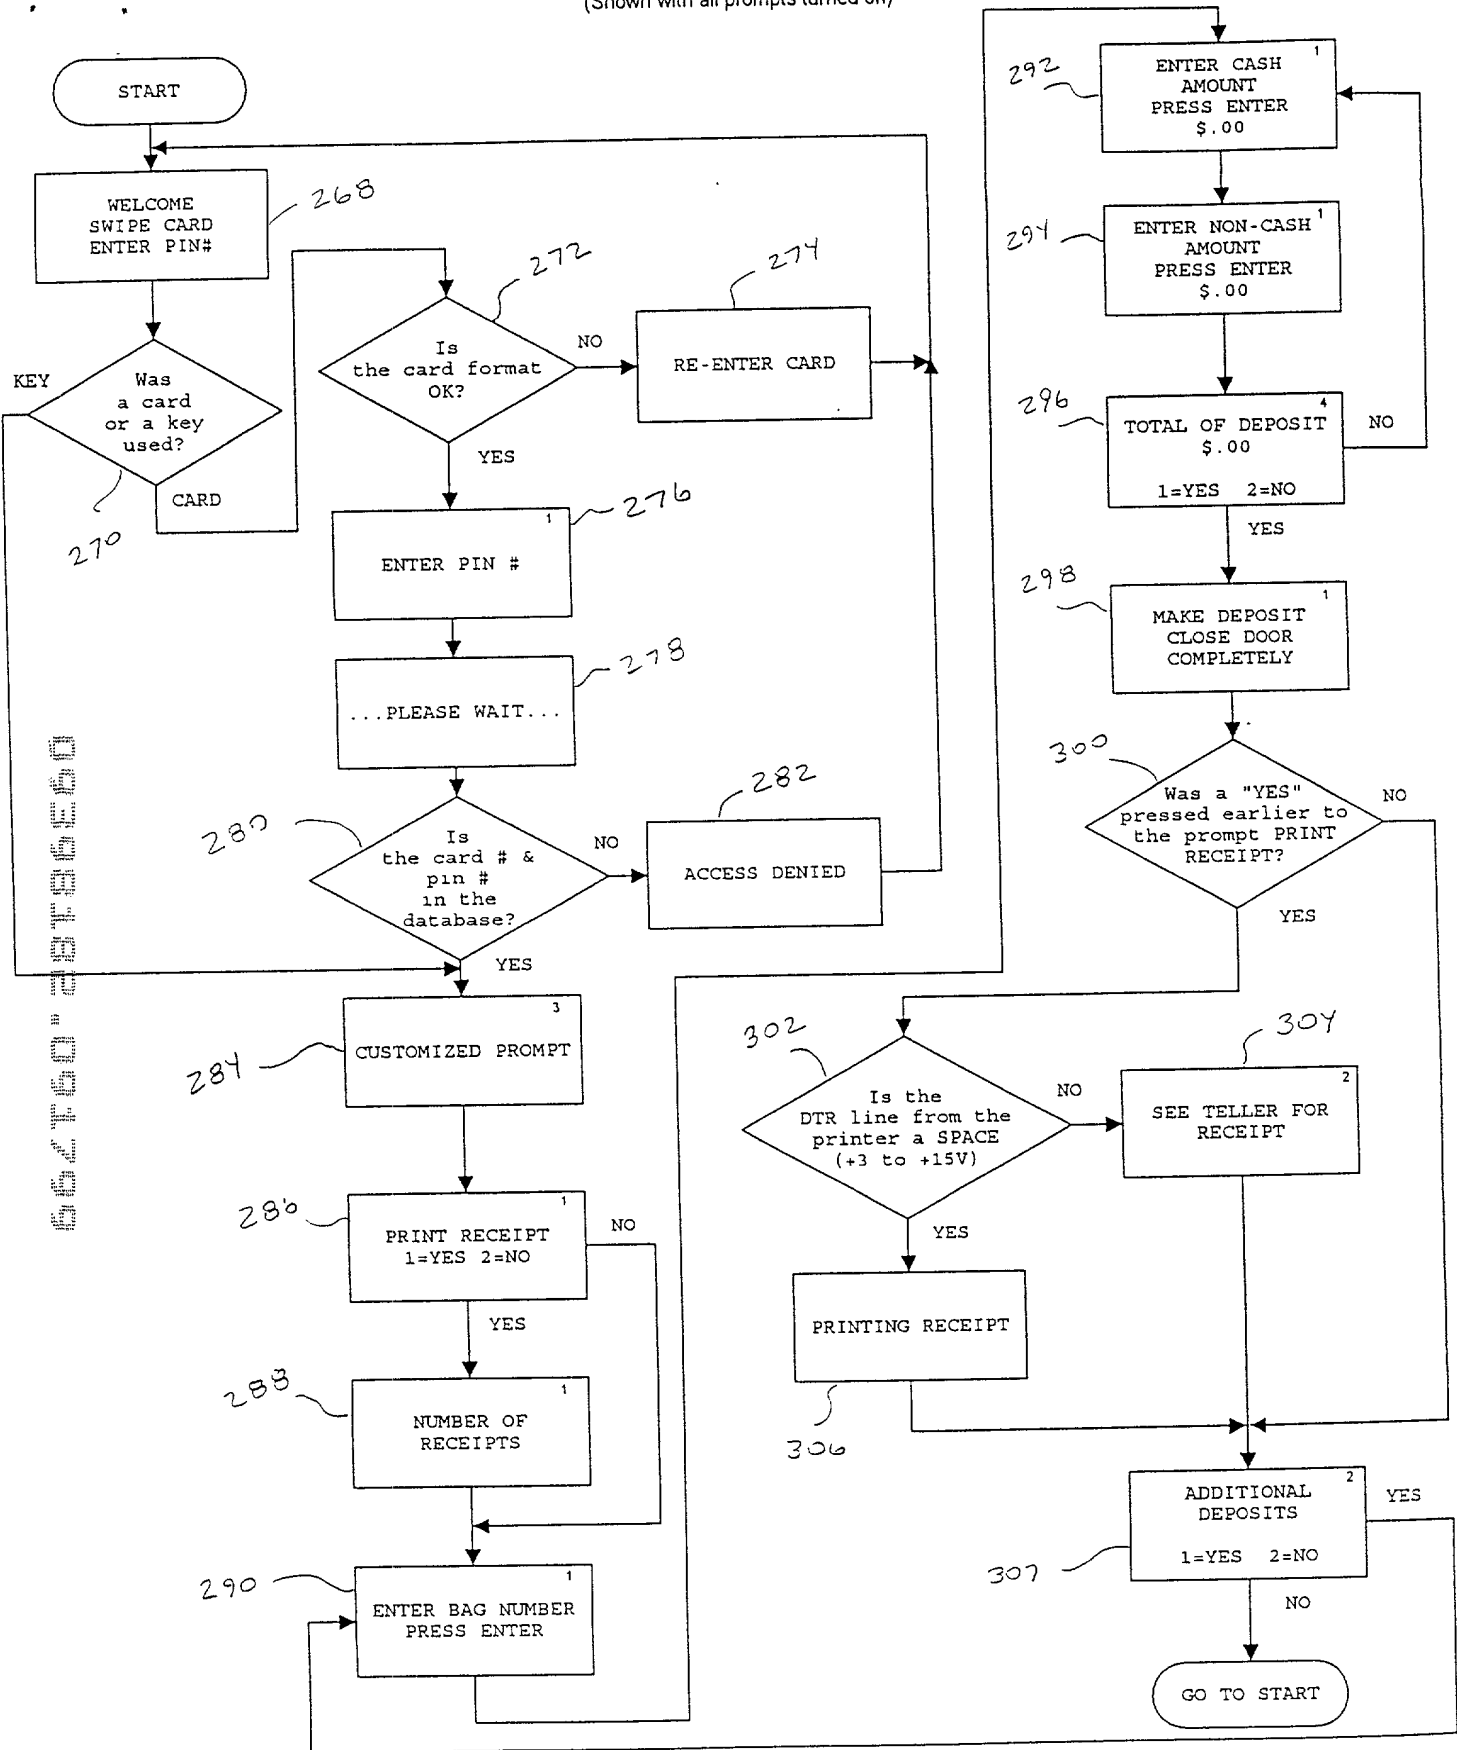 (Shown with all prompts turned on)
START
WELCOME
SWIPE CARD
ENTER PIN#
268
KEY
Was
a card
or a key
used?
CARD
270
272
Is
the card format
OK?
NO
YES
274
RE-ENTER CARD
276
1
ENTER PIN #
278
...PLEASE WAIT...
280
Is
the card # &
pin #
in the
database?
NO
YES
282
ACCESS DENIED
284
3
CUSTOMIZED PROMPT
286
1
PRINT RECEIPT
1=YES 2=NO
NO
YES
288
1
NUMBER OF
RECEIPTS
290
1
ENTER BAG NUMBER
PRESS ENTER
292
1
ENTER CASH
AMOUNT
PRESS ENTER
$.00
294
1
ENTER NON-CASH
AMOUNT
PRESS ENTER
$.00
296
4
TOTAL OF DEPOSIT
$.00
1=YES 2=NO
NO
YES
298
1
MAKE DEPOSIT
CLOSE DOOR
COMPLETELY
300
Was a "YES"
pressed earlier to
the prompt PRINT
RECEIPT?
NO
YES
302
Is the
DTR line from the
printer a SPACE
(+3 to +15V)
NO
YES
304
2
SEE TELLER FOR
RECEIPT
PRINTING RECEIPT
306
2
ADDITIONAL
DEPOSITS
1=YES 2=NO
YES
307
NO
GO TO START